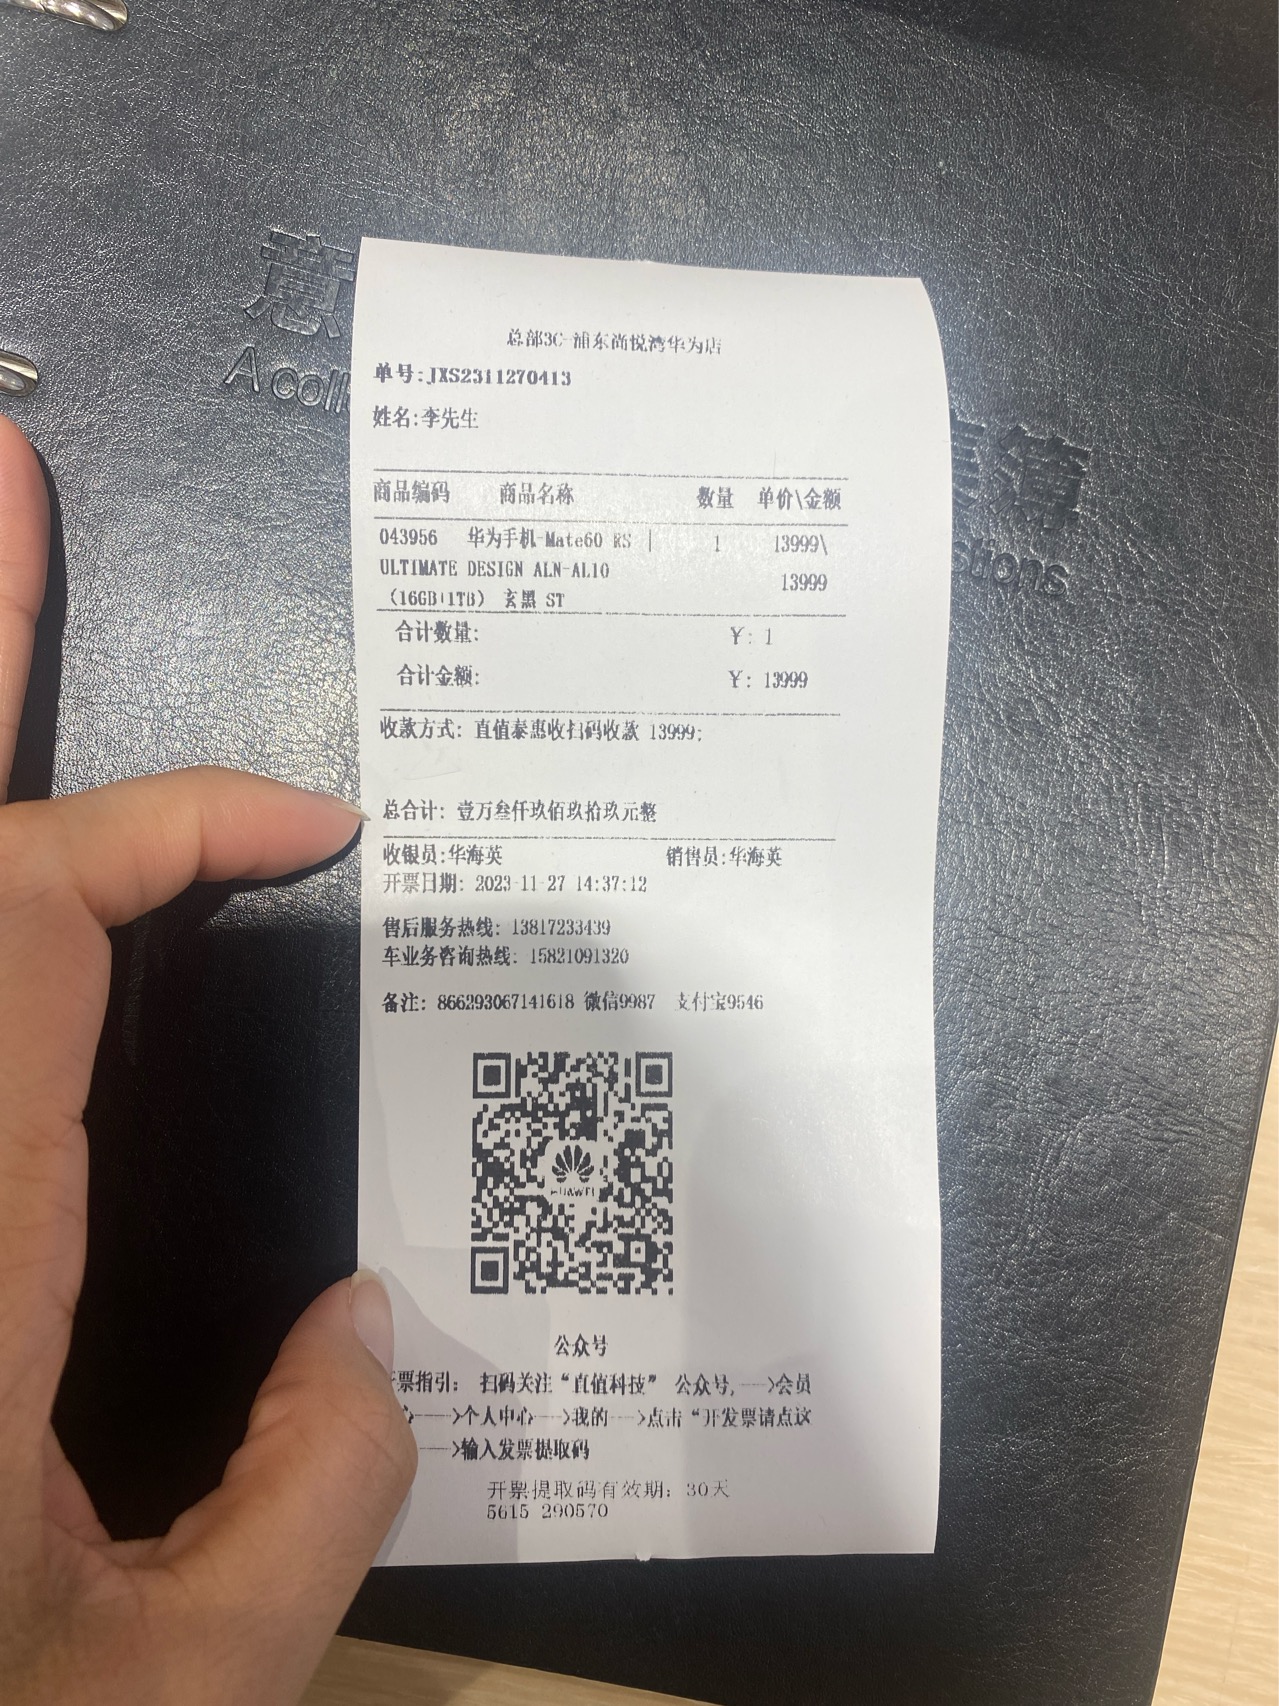 意
A coll
見簿
stions
总部3C-浦东尚悦湾华为店
单号:JXS2311270413
姓名:李先生
商品编码 商品名称 数量 单价\金额
043956 华为手机-Mate60 RS | 1 13999\
ULTIMATE DESIGN ALN-AL10 13999
(16GB+1TB) 玄黑 ST
合计数量: ¥: 1
合计金额: ¥: 13999
收款方式: 直值泰惠收扫码收款 13999;
总合计: 壹万叁仟玖佰玖拾玖元整
收银员:华海英 销售员:华海英
开票日期: 2023-11-27 14:37:12
售后服务热线: 13817233439
车业务咨询热线: 15821091320
备注: 866293067141618 微信9987 支付宝9546
HUAWEI
公众号
票指引: 扫码关注“直值科技” 公众号,--->会员
心--->个人中心--->我的--->点击“开发票请点这
--->输入发票提取码
开票提取码有效期: 30天
5615 290570